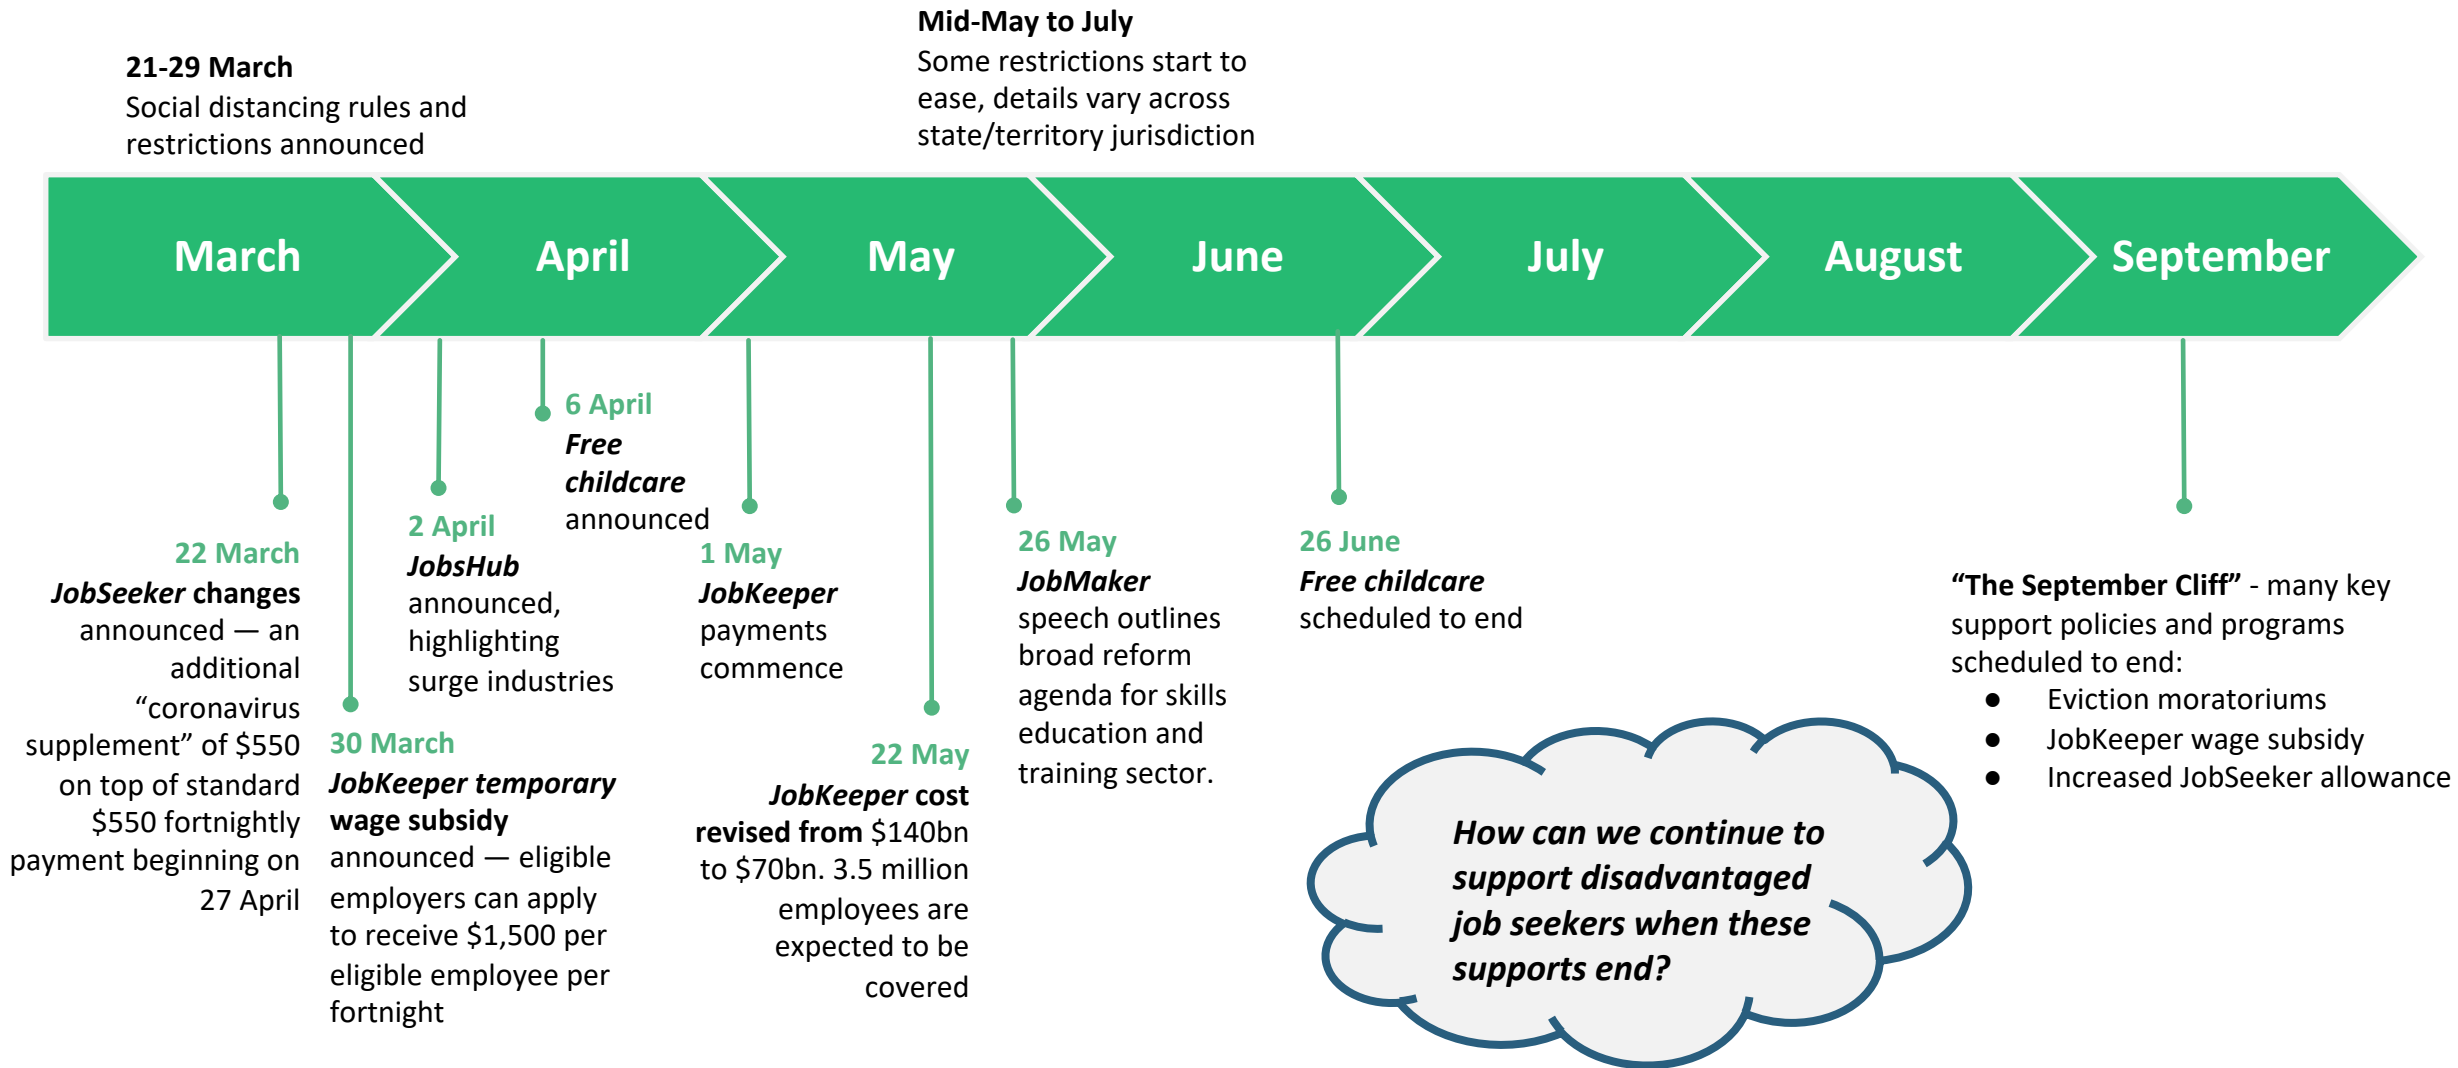 21-29 March
Social distancing rules and
restrictions announced
Mid-May to July
Some restrictions start to
ease, details vary across
state/territory jurisdiction
March
April
May
June
July
August
September
22 March
JobSeeker changes
announced — an
additional
“coronavirus
supplement” of $550
on top of standard
$550 fortnightly
payment beginning on
27 April
30 March
JobKeeper temporary
wage subsidy
announced — eligible
employers can apply
to receive $1,500 per
eligible employee per
fortnight
2 April
JobsHub
announced,
highlighting
surge industries
6 April
Free
childcare
announced
1 May
JobKeeper
payments
commence
22 May
JobKeeper cost
revised from $140bn
to $70bn. 3.5 million
employees are
expected to be
covered
26 May
JobMaker
speech outlines
broad reform
agenda for skills
education and
training sector.
26 June
Free childcare
scheduled to end
“The September Cliff” - many key
support policies and programs
scheduled to end:
● Eviction moratoriums
● JobKeeper wage subsidy
● Increased JobSeeker allowance
How can we continue to
support disadvantaged
job seekers when these
supports end?